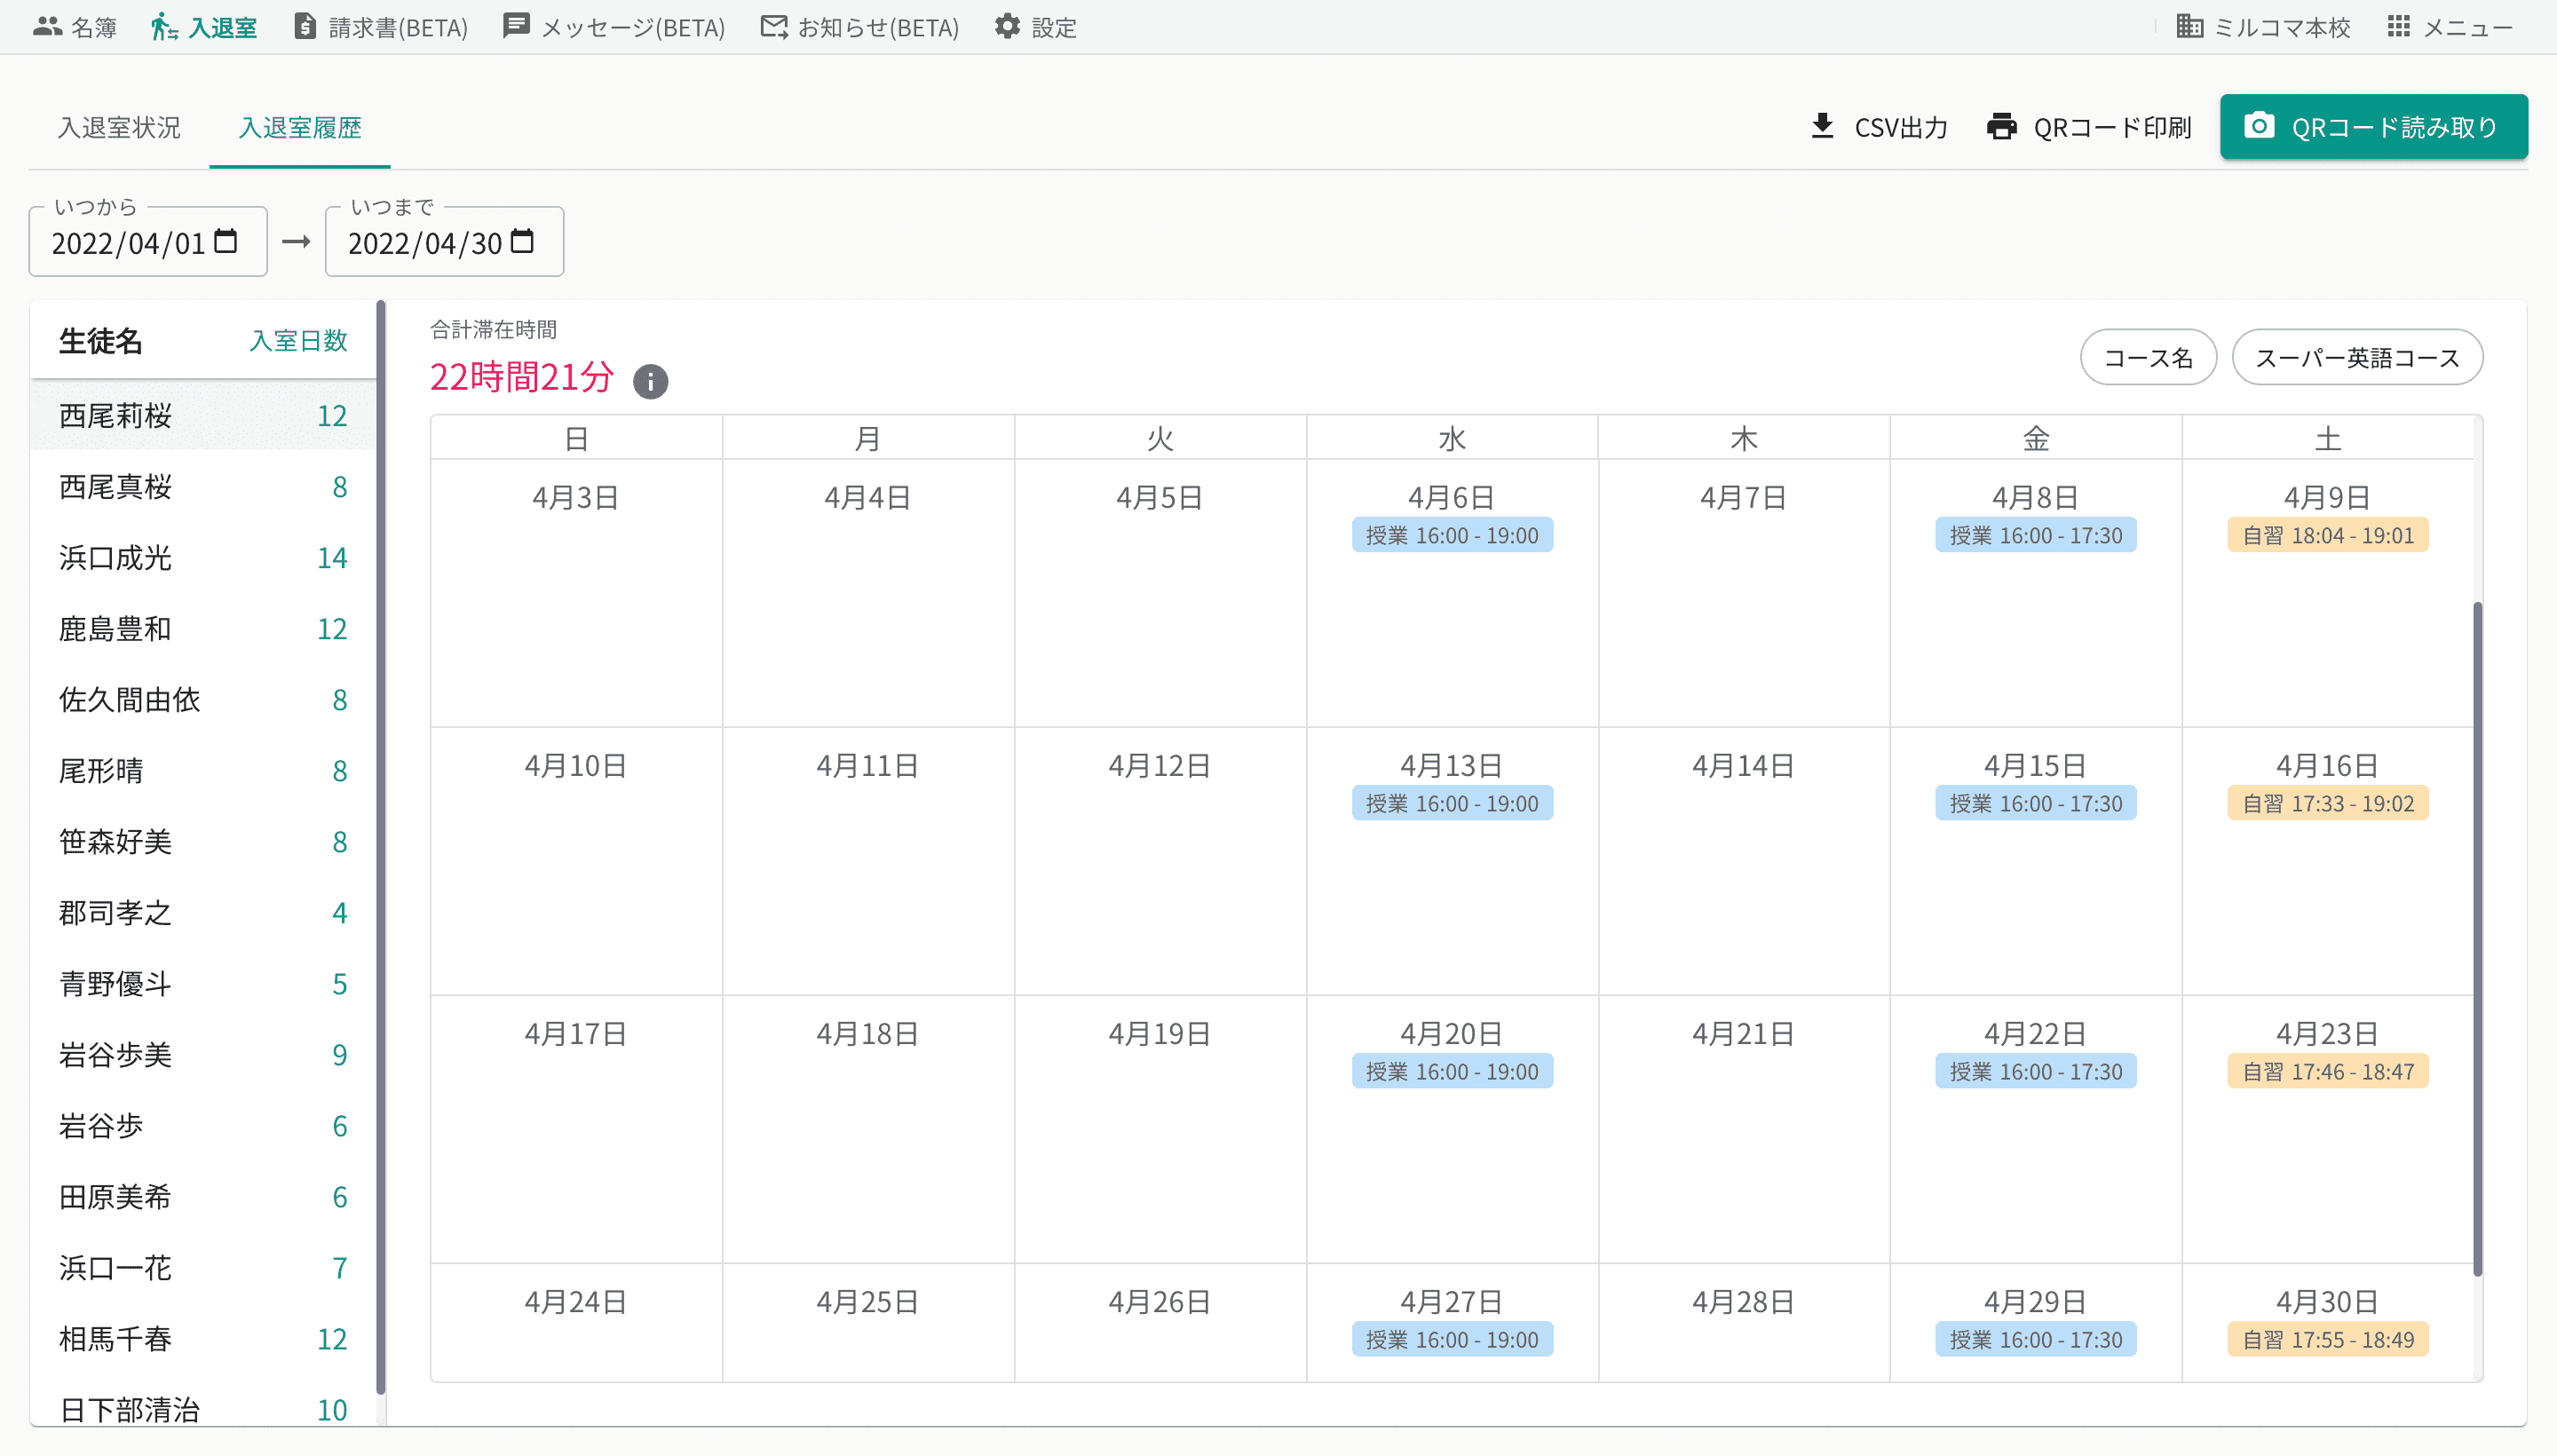 名簿 入退室 請求書(BETA) メッセージ(BETA) お知らせ(BETA) 設定 ミルコマ本校 メニュー
入退室状況 入退室履歴 CSV出力 QRコード印刷 QRコード読み取り
いつから いつまで
2022/04/01 → 2022/04/30
生徒名 入室日数
西尾莉桜 12
西尾真桜 8
浜口成光 14
鹿島豊和 12
佐久間由依 8
尾形晴 8
笹森好美 8
郡司孝之 4
青野優斗 5
岩谷歩美 9
岩谷歩 6
田原美希 6
浜口一花 7
相馬千春 12
日下部清治 10
合計滞在時間
22時間21分
コース名 スーパー英語コース
日 月 火 水 木 金 土
4月3日 4月4日 4月5日 4月6日 4月7日 4月8日 4月9日
授業 16:00 - 19:00 授業 16:00 - 17:30 自習 18:04 - 19:01
4月10日 4月11日 4月12日 4月13日 4月14日 4月15日 4月16日
授業 16:00 - 19:00 授業 16:00 - 17:30 自習 17:33 - 19:02
4月17日 4月18日 4月19日 4月20日 4月21日 4月22日 4月23日
授業 16:00 - 19:00 授業 16:00 - 17:30 自習 17:46 - 18:47
4月24日 4月25日 4月26日 4月27日 4月28日 4月29日 4月30日
授業 16:00 - 19:00 授業 16:00 - 17:30 自習 17:55 - 18:49